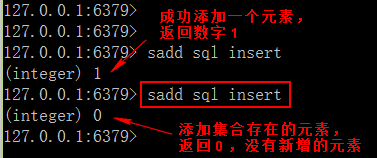 127.0.0.1:6379>
成功添加一个元素，
返回数字 1
127.0.0.1:6379>
127.0.0.1:6379> sadd sql insert
(integer) 1
127.0.0.1:6379> sadd sql insert
(integer) 0
127.0.0.1:6379>
添加集合存在的元素，
返回 0 ，没有新增的元素